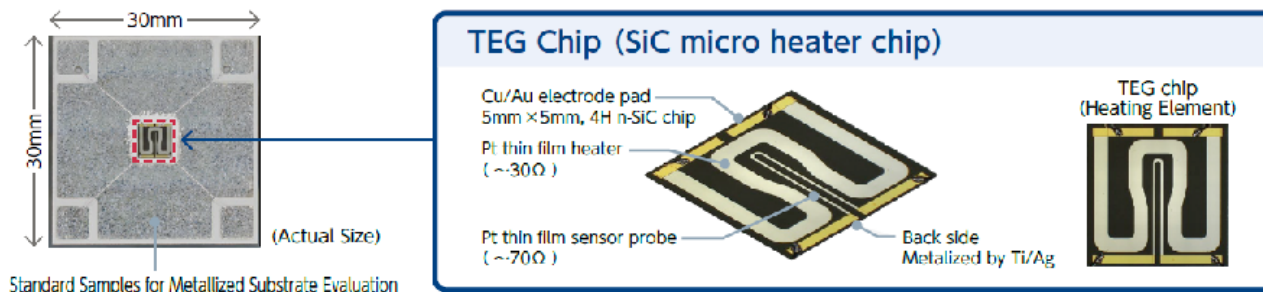 30mm
30mm
(Actual Size)
Standard Samples for Metallized Substrate Evaluation
TEG Chip (SiC micro heater chip)
Cu/Au electrode pad
5mm×5mm, 4H n-SiC chip
Pt thin film heater
( ~30Ω )
Pt thin film sensor probe
( ~70Ω )
Back side
Metalized by Ti/Ag
TEG chip
(Heating Element)